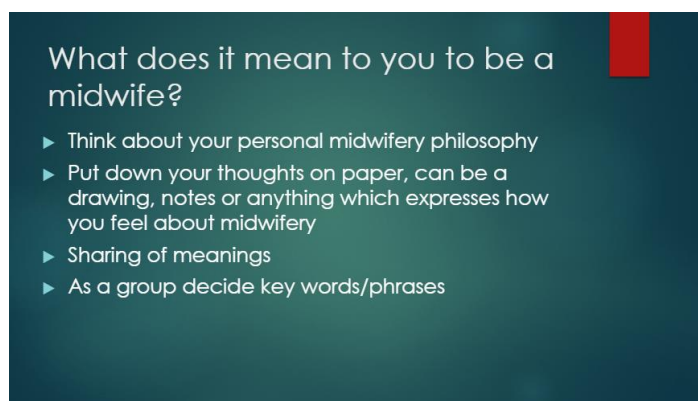 What does it mean to you to be a
midwife?
Think about your personal midwifery philosophy
Put down your thoughts on paper, can be a
drawing, notes or anything which expresses how
you feel about midwifery
Sharing of meanings
As a group decide key words/phrases